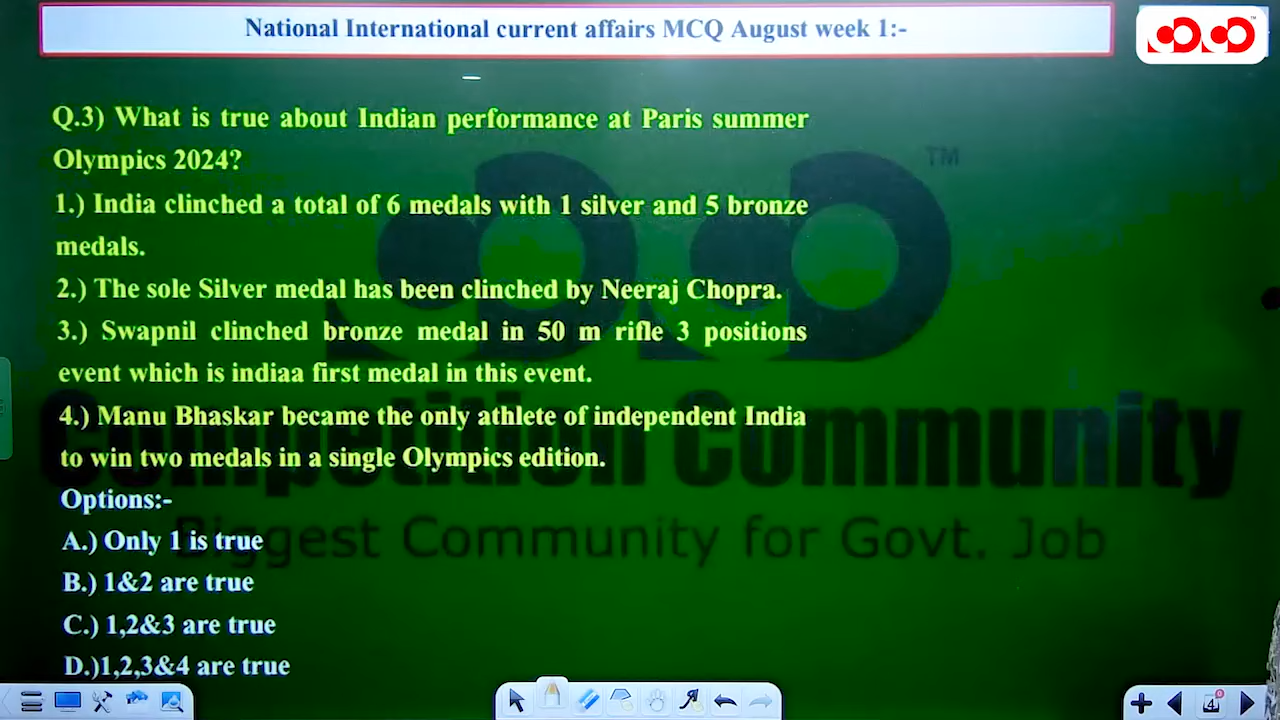 National International current affairs MCQ August week 1:-
Q.3) What is true about Indian performance at Paris summer
Olympics 2024?
1.) India clinched a total of 6 medals with 1 silver and 5 bronze
medals.
2.) The sole Silver medal has been clinched by Neeraj Chopra.
3.) Swapnil clinched bronze medal in 50 m rifle 3 positions
event which is indiaa first medal in this event.
4.) Manu Bhaskar became the only athlete of independent India
to win two medals in a single Olympics edition.
Options:-
A.) Only 1 is true
B.) 1&2 are true
C.) 1,2&3 are true
D.)1,2,3&4 are true
TM
Competition Community
Biggest Community for Govt. Job
4